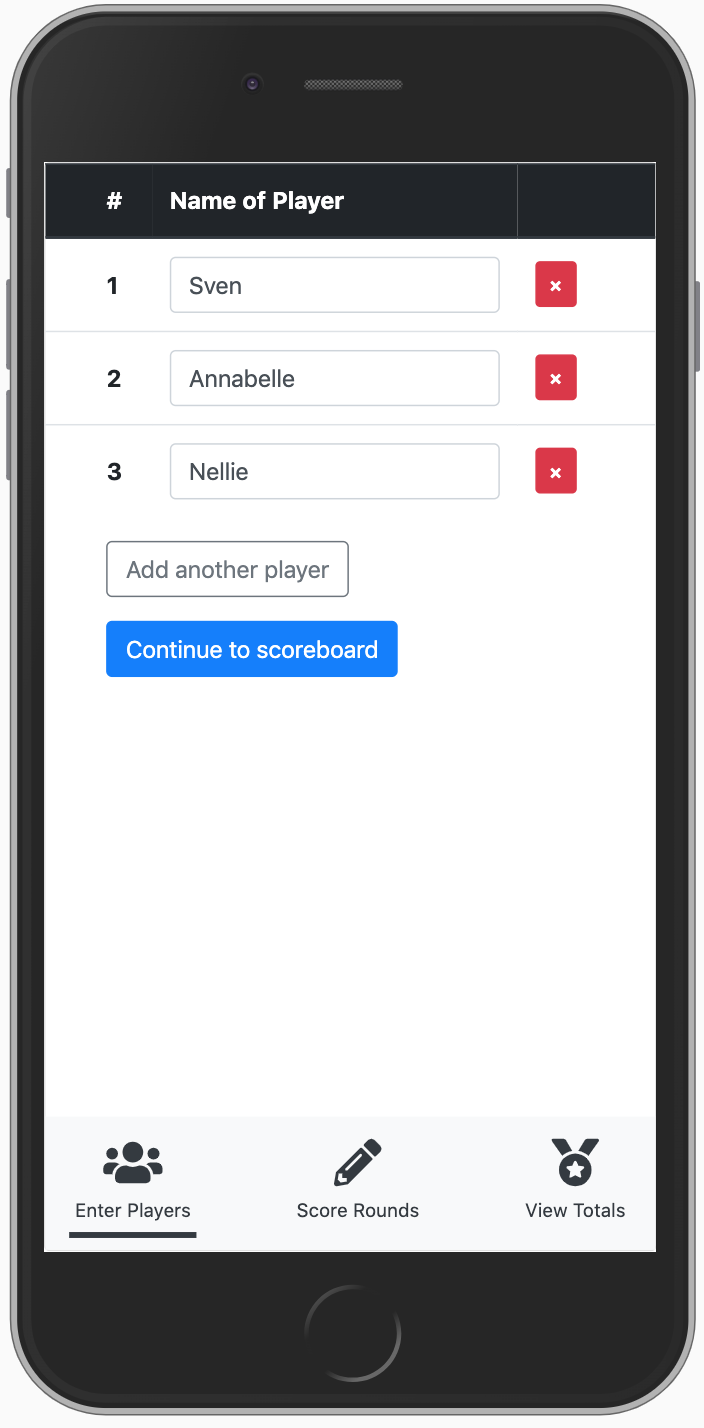 # Name of Player
1 Sven ×
2 Annabelle ×
3 Nellie ×
Add another player
Continue to scoreboard
Enter Players Score Rounds View Totals